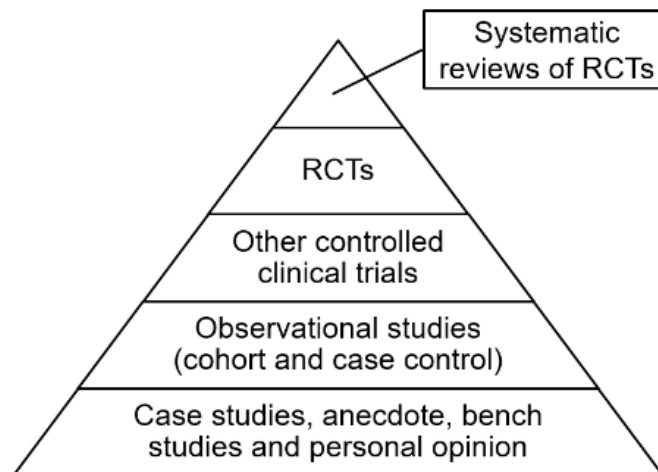 Systematic
reviews of RCTs
RCTs
Other controlled
clinical trials
Observational studies
(cohort and case control)
Case studies, anecdote, bench
studies and personal opinion